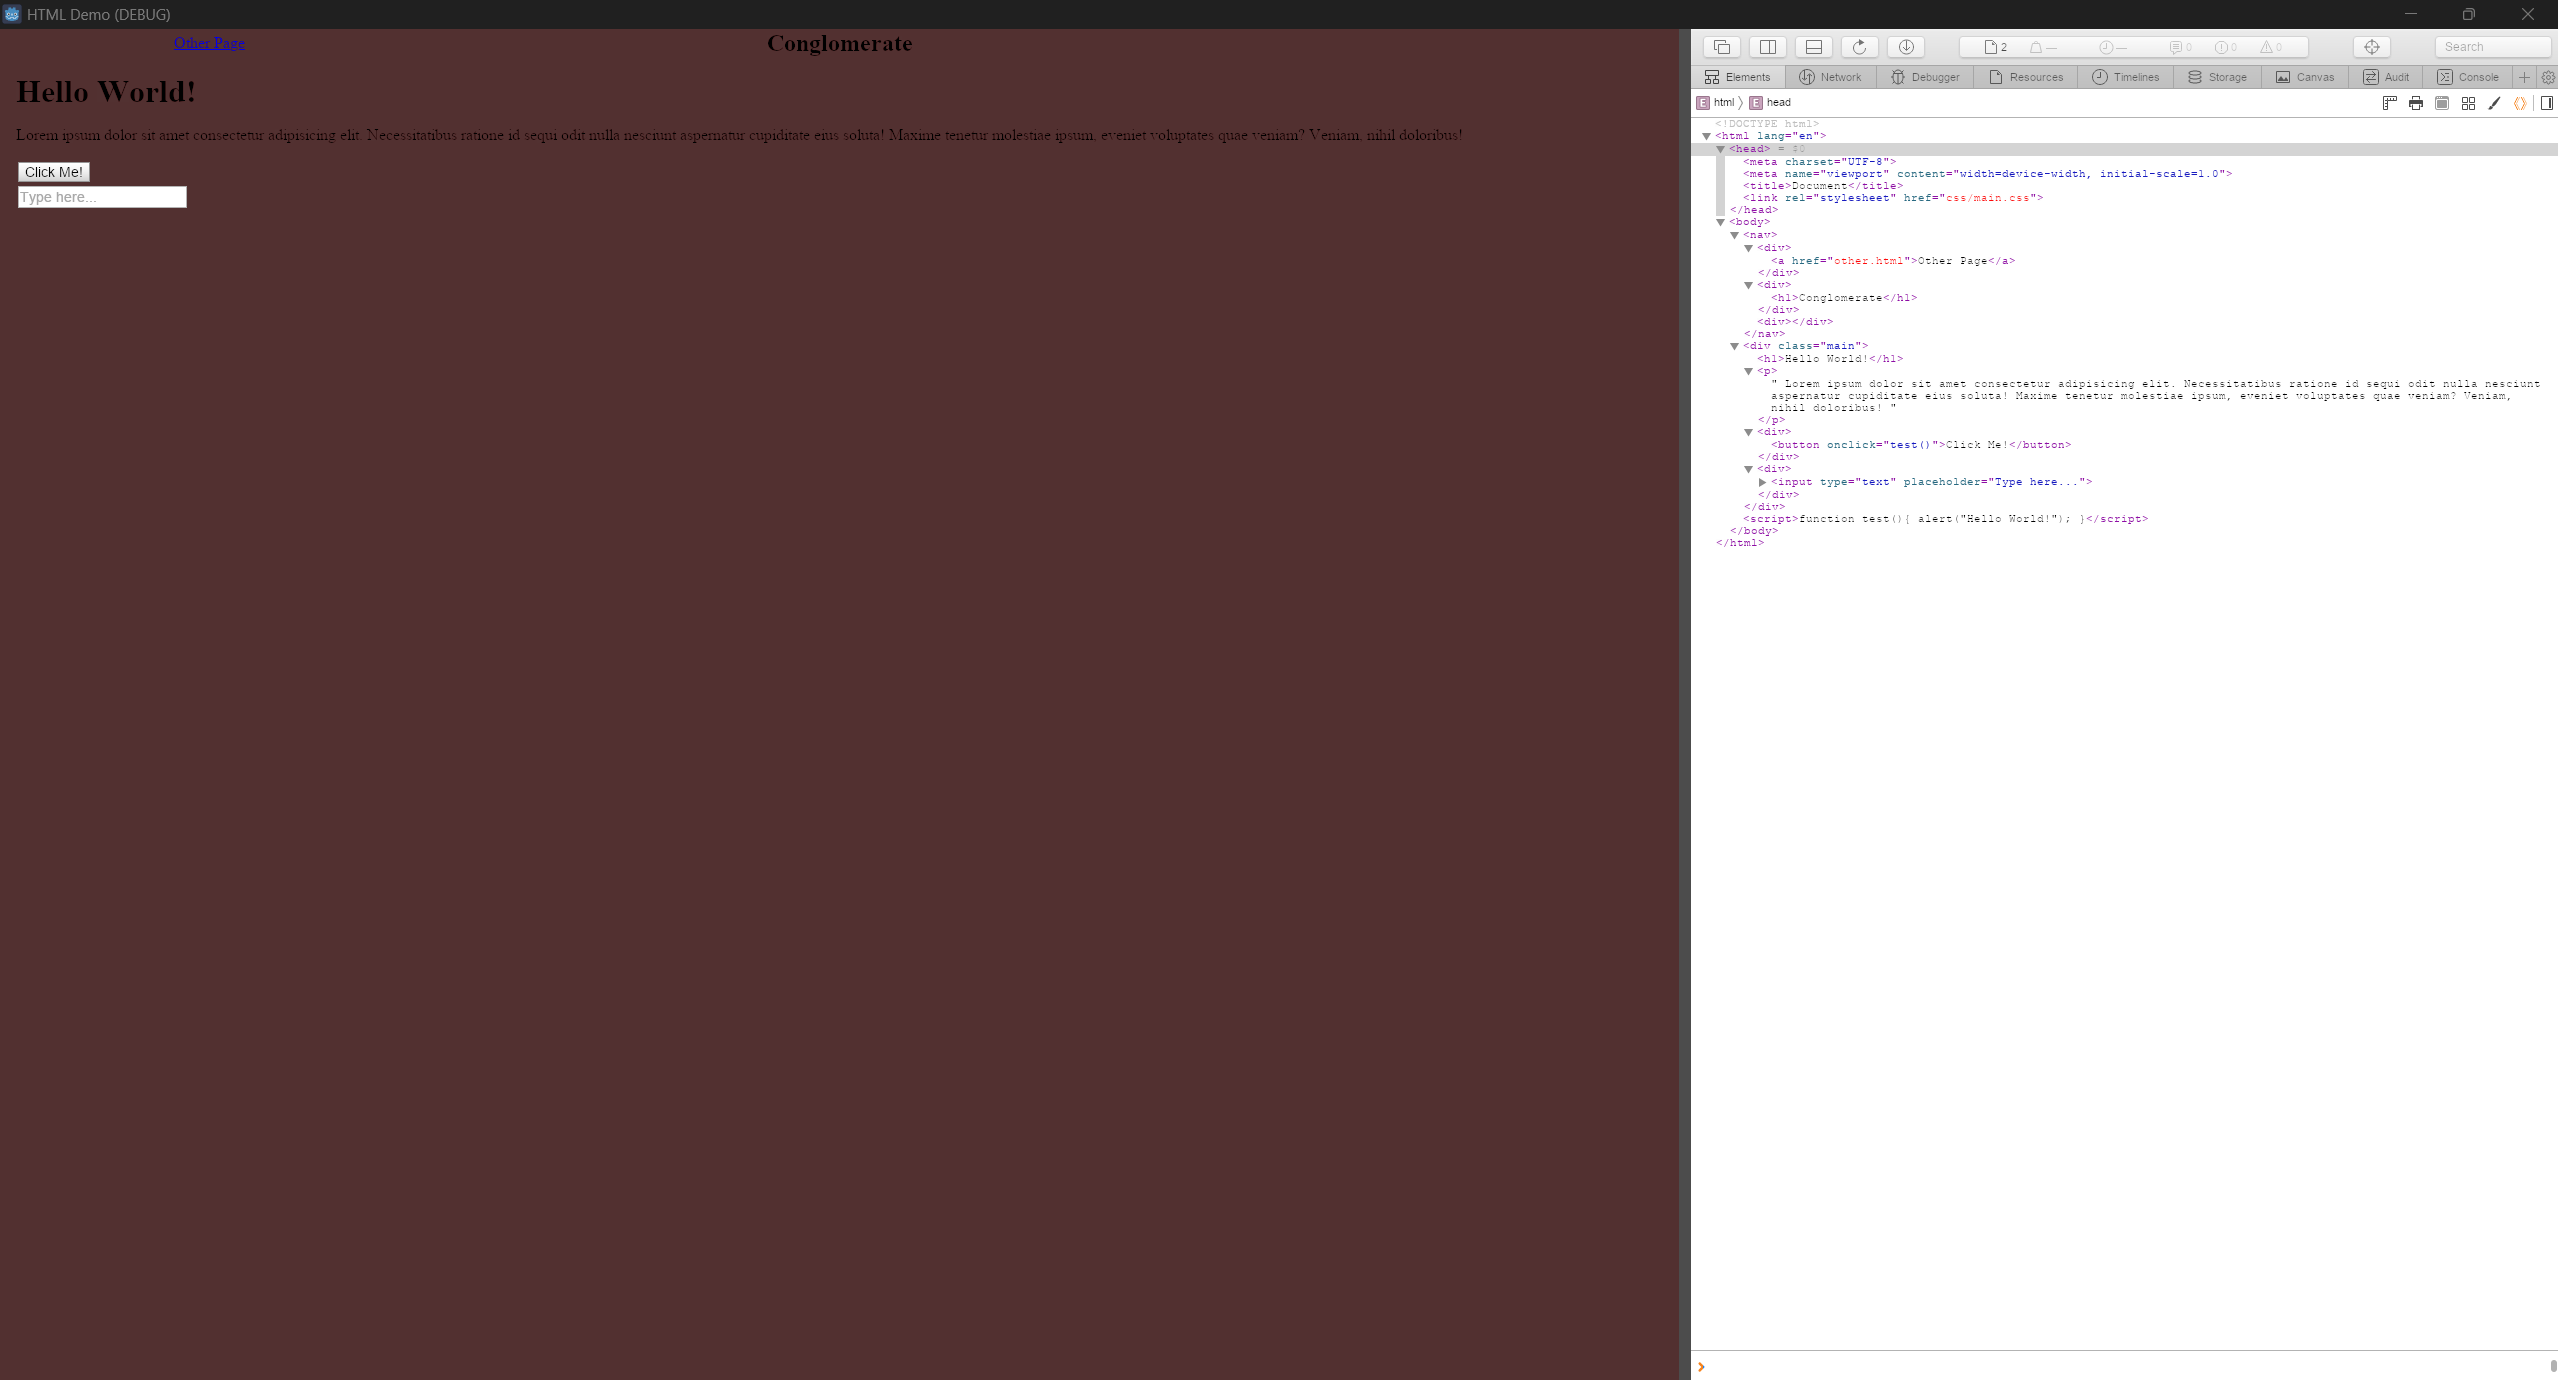 HTML Demo (DEBUG)
Other Page
Conglomerate
Hello World!
Lorem ipsum dolor sit amet consectetur adipisicing elit. Necessitatibus ratione id sequi odit nulla nesciunt aspernatur cupiditate eius soluta! Maxime tenetur molestiae ipsum, eveniet voluptates quae veniam? Veniam, nihil doloribus!
Click Me!
Type here...
2 — — 0 0 0 Search
Elements Network Debugger Resources Timelines Storage Canvas Audit Console
E html E head
<!DOCTYPE html>
<html lang="en">
<head> = $0
<meta charset="UTF-8">
<meta name="viewport" content="width=device-width, initial-scale=1.0">
<title>Document</title>
<link rel="stylesheet" href="css/main.css">
</head>
<body>
<nav>
<div>
<a href="other.html">Other Page</a>
</div>
<div>
<h1>Conglomerate</h1>
</div>
<div></div>
</nav>
<div class="main">
<h1>Hello World!</h1>
<p>
" Lorem ipsum dolor sit amet consectetur adipisicing elit. Necessitatibus ratione id sequi odit nulla nesciunt
aspernatur cupiditate eius soluta! Maxime tenetur molestiae ipsum, eveniet voluptates quae veniam? Veniam,
nihil doloribus! "
</p>
<div>
<button onclick="test()">Click Me!</button>
</div>
<div>
<input type="text" placeholder="Type here...">
</div>
</div>
<script>function test(){ alert("Hello World!"); }</script>
</body>
</html>